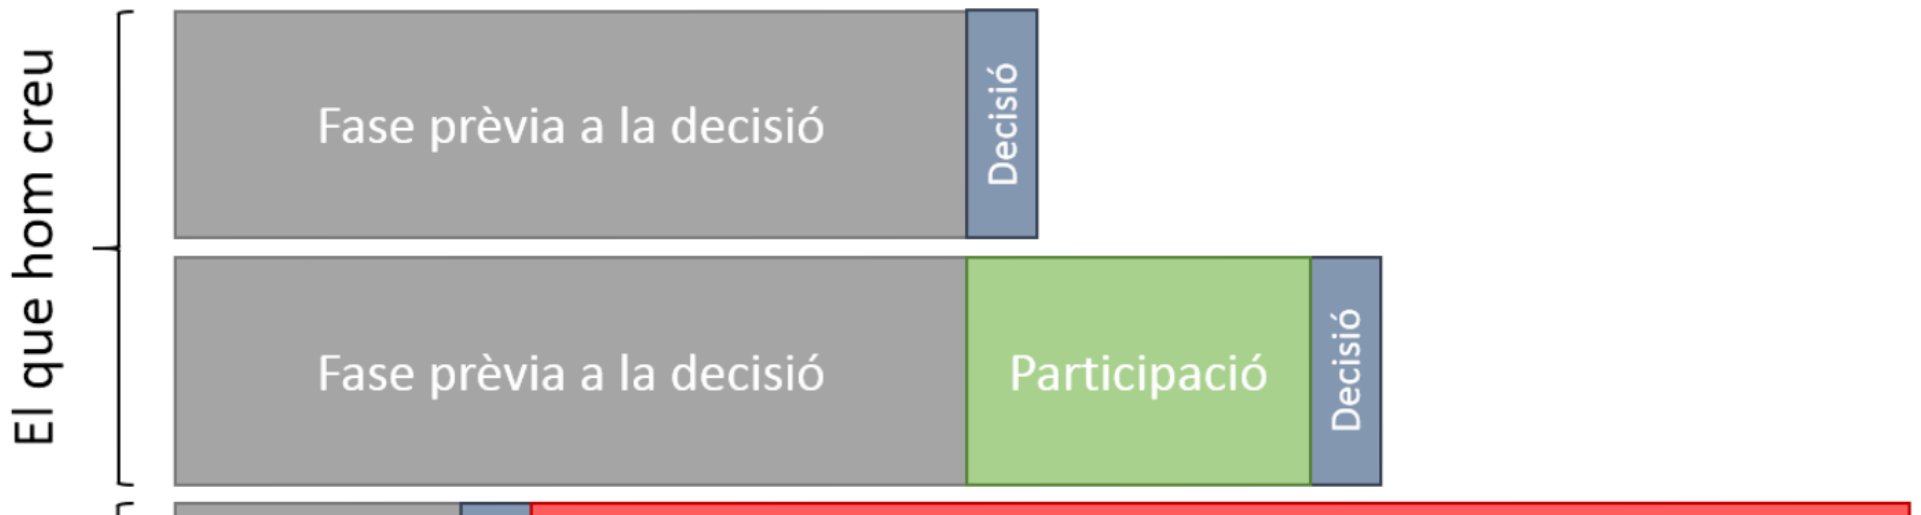 El que hom creu
Fase prèvia a la decisió
Decisió
Fase prèvia a la decisió
Participació
Decisió